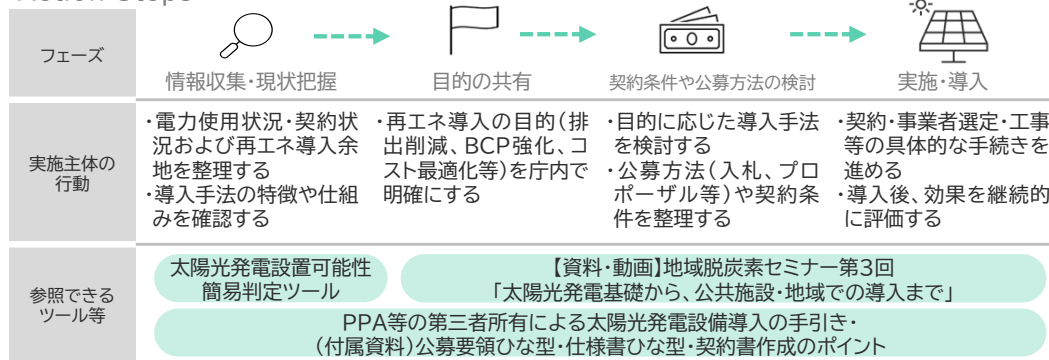 Action Steps
フェーズ
情報収集・現状把握
目的の共有
契約条件や公募方法の検討
実施・導入
実施主体の
行動
・電力使用状況・契約状
況および再エネ導入余
地を整理する
・導入手法の特徴や仕組
みを確認する
・再エネ導入の目的(排
出削減、BCP強化、コ
スト最適化等)を庁内で
明確にする
・目的に応じた導入手法
を検討する
・公募方法(入札、プロ
ポーザル等)や契約条
件を整理する
・契約・事業者選定・工事
等の具体的な手続きを
進める
・導入後、効果を継続的
に評価する
参照できる
ツール等
太陽光発電設置可能性
簡易判定ツール
【資料・動画】地域脱炭素セミナー第3回
「太陽光発電基礎から、公共施設・地域での導入まで」
PPA等の第三者所有による太陽光発電設備導入の手引き・
(付属資料)公募要領ひな型・仕様書ひな型・契約書作成のポイント